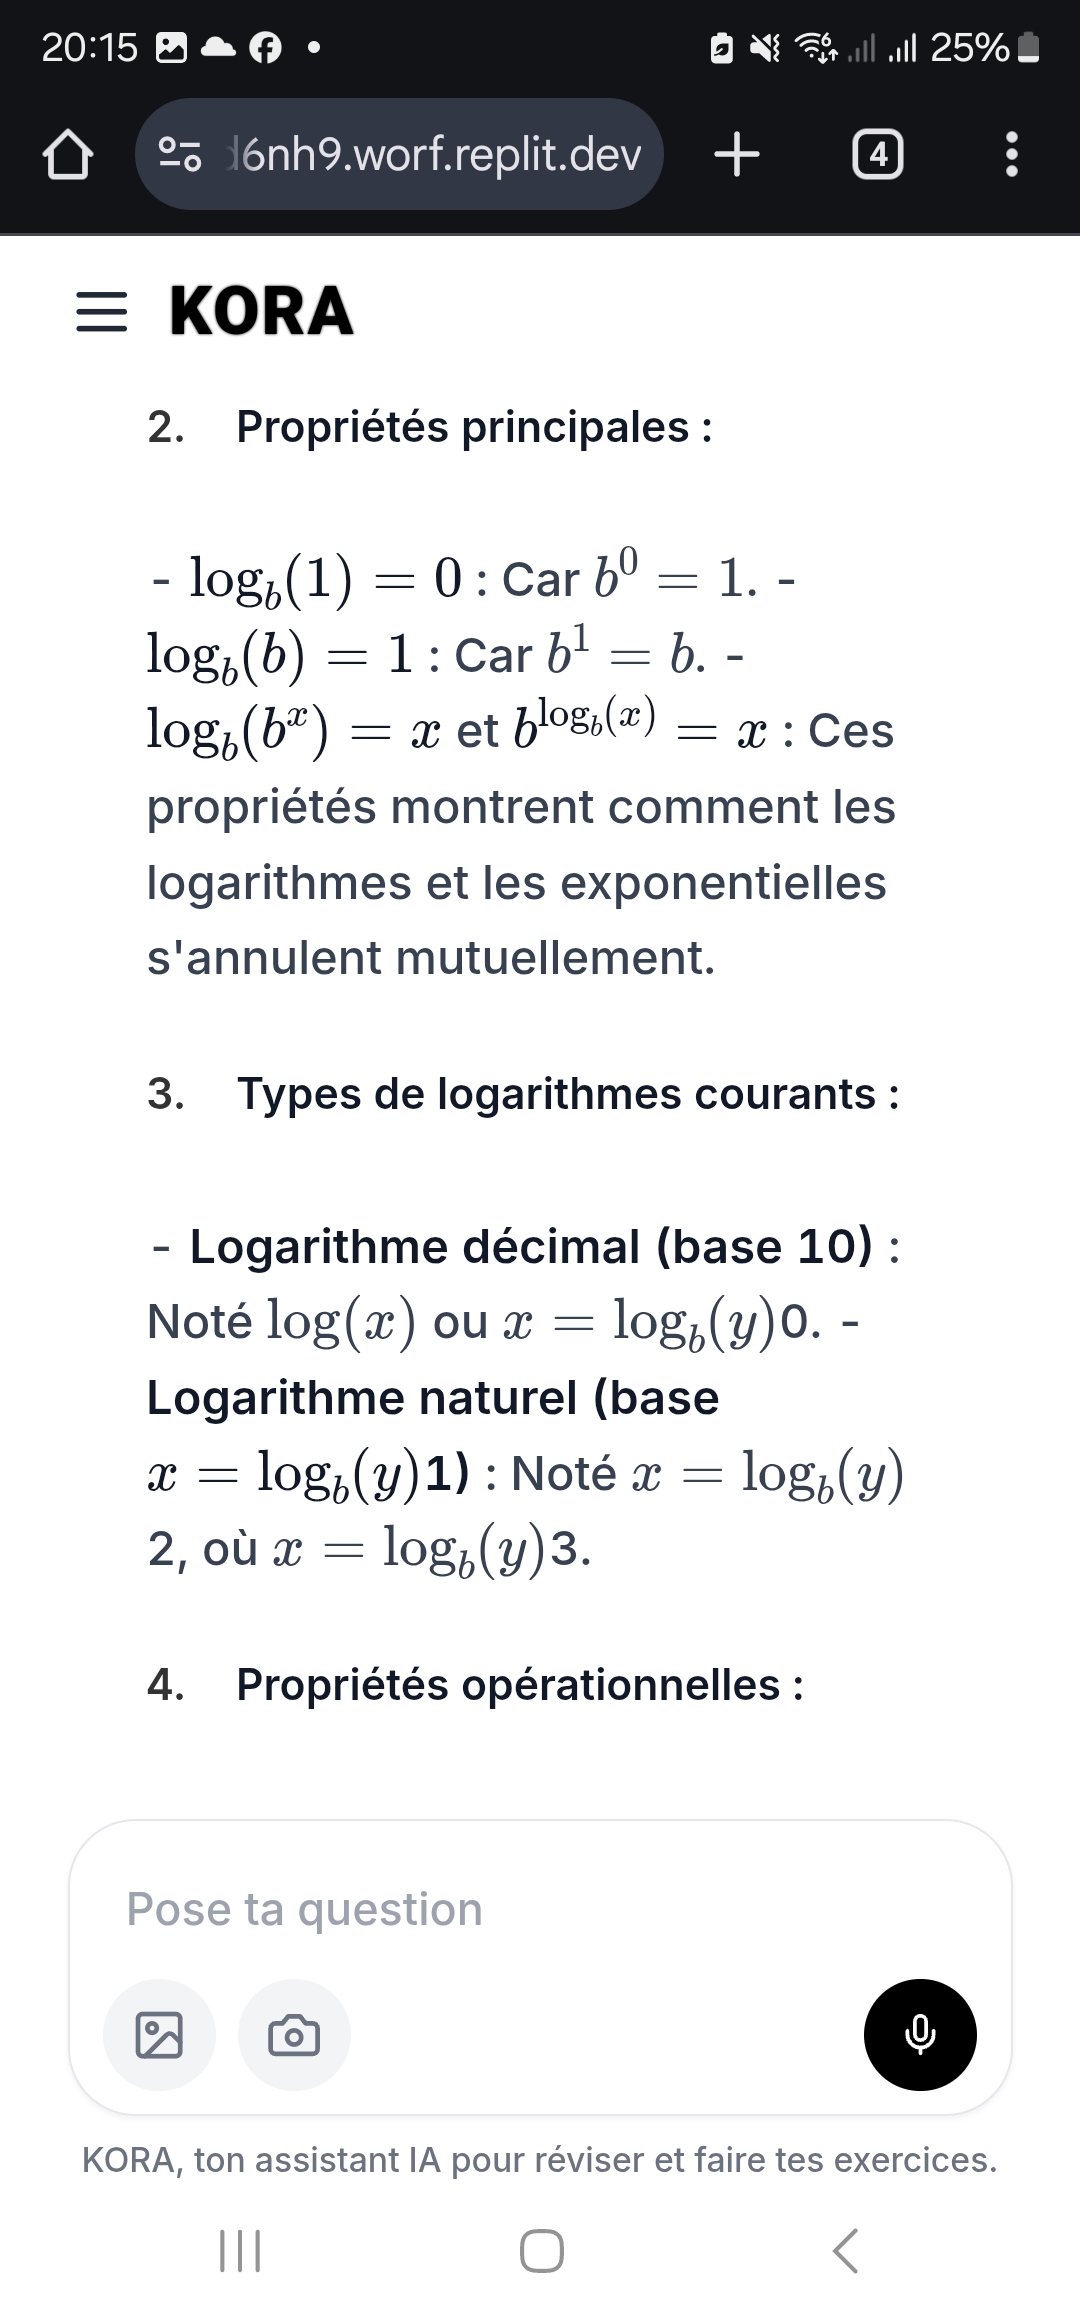 20:15 25%
d6nh9.worf.replit.dev 4
KORA
2. Propriétés principales :
- log_b(1) = 0 : Car b^0 = 1. -
log_b(b) = 1 : Car b^1 = b. -
log_b(b^x) = x et b^{log_b(x)} = x : Ces
propriétés montrent comment les
logarithmes et les exponentielles
s'annulent mutuellement.
3. Types de logarithmes courants :
- Logarithme décimal (base 10) :
Noté log(x) ou x = log_b(y)0. -
Logarithme naturel (base
x = log_b(y)1) : Noté x = log_b(y)
2, où x = log_b(y)3.
4. Propriétés opérationnelles :
Pose ta question
KORA, ton assistant IA pour réviser et faire tes exercices.